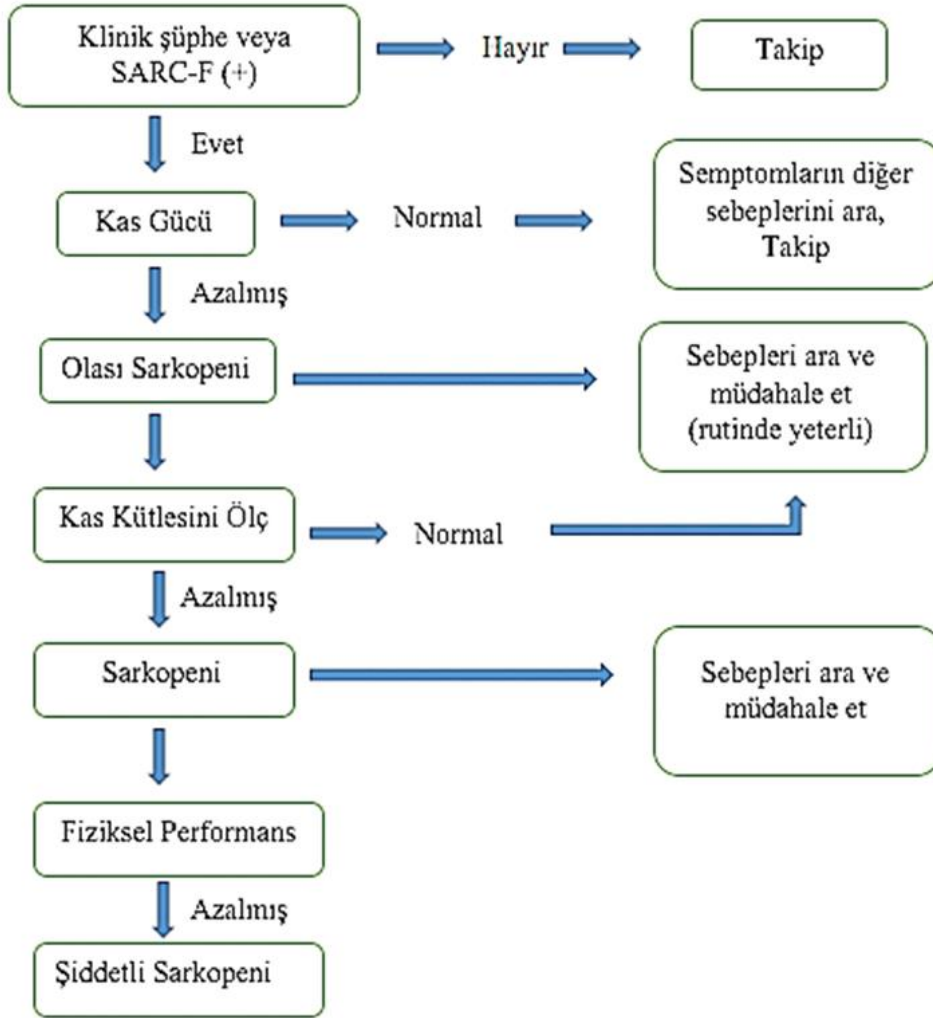 Klinik şüphe veya
SARC-F (+)
Hayır
Takip
Evet
Kas Gücü
Normal
Semptomların diğer
sebeplerini ara,
Takip
Azalmış
Olası Sarkopeni
Sebepleri ara ve
müdahale et
(rutinde yeterli)
Kas Kütlesini Ölç
Normal
Azalmış
Sarkopeni
Sebepleri ara ve
müdahale et
Fiziksel Performans
Azalmış
Şiddetli Sarkopeni